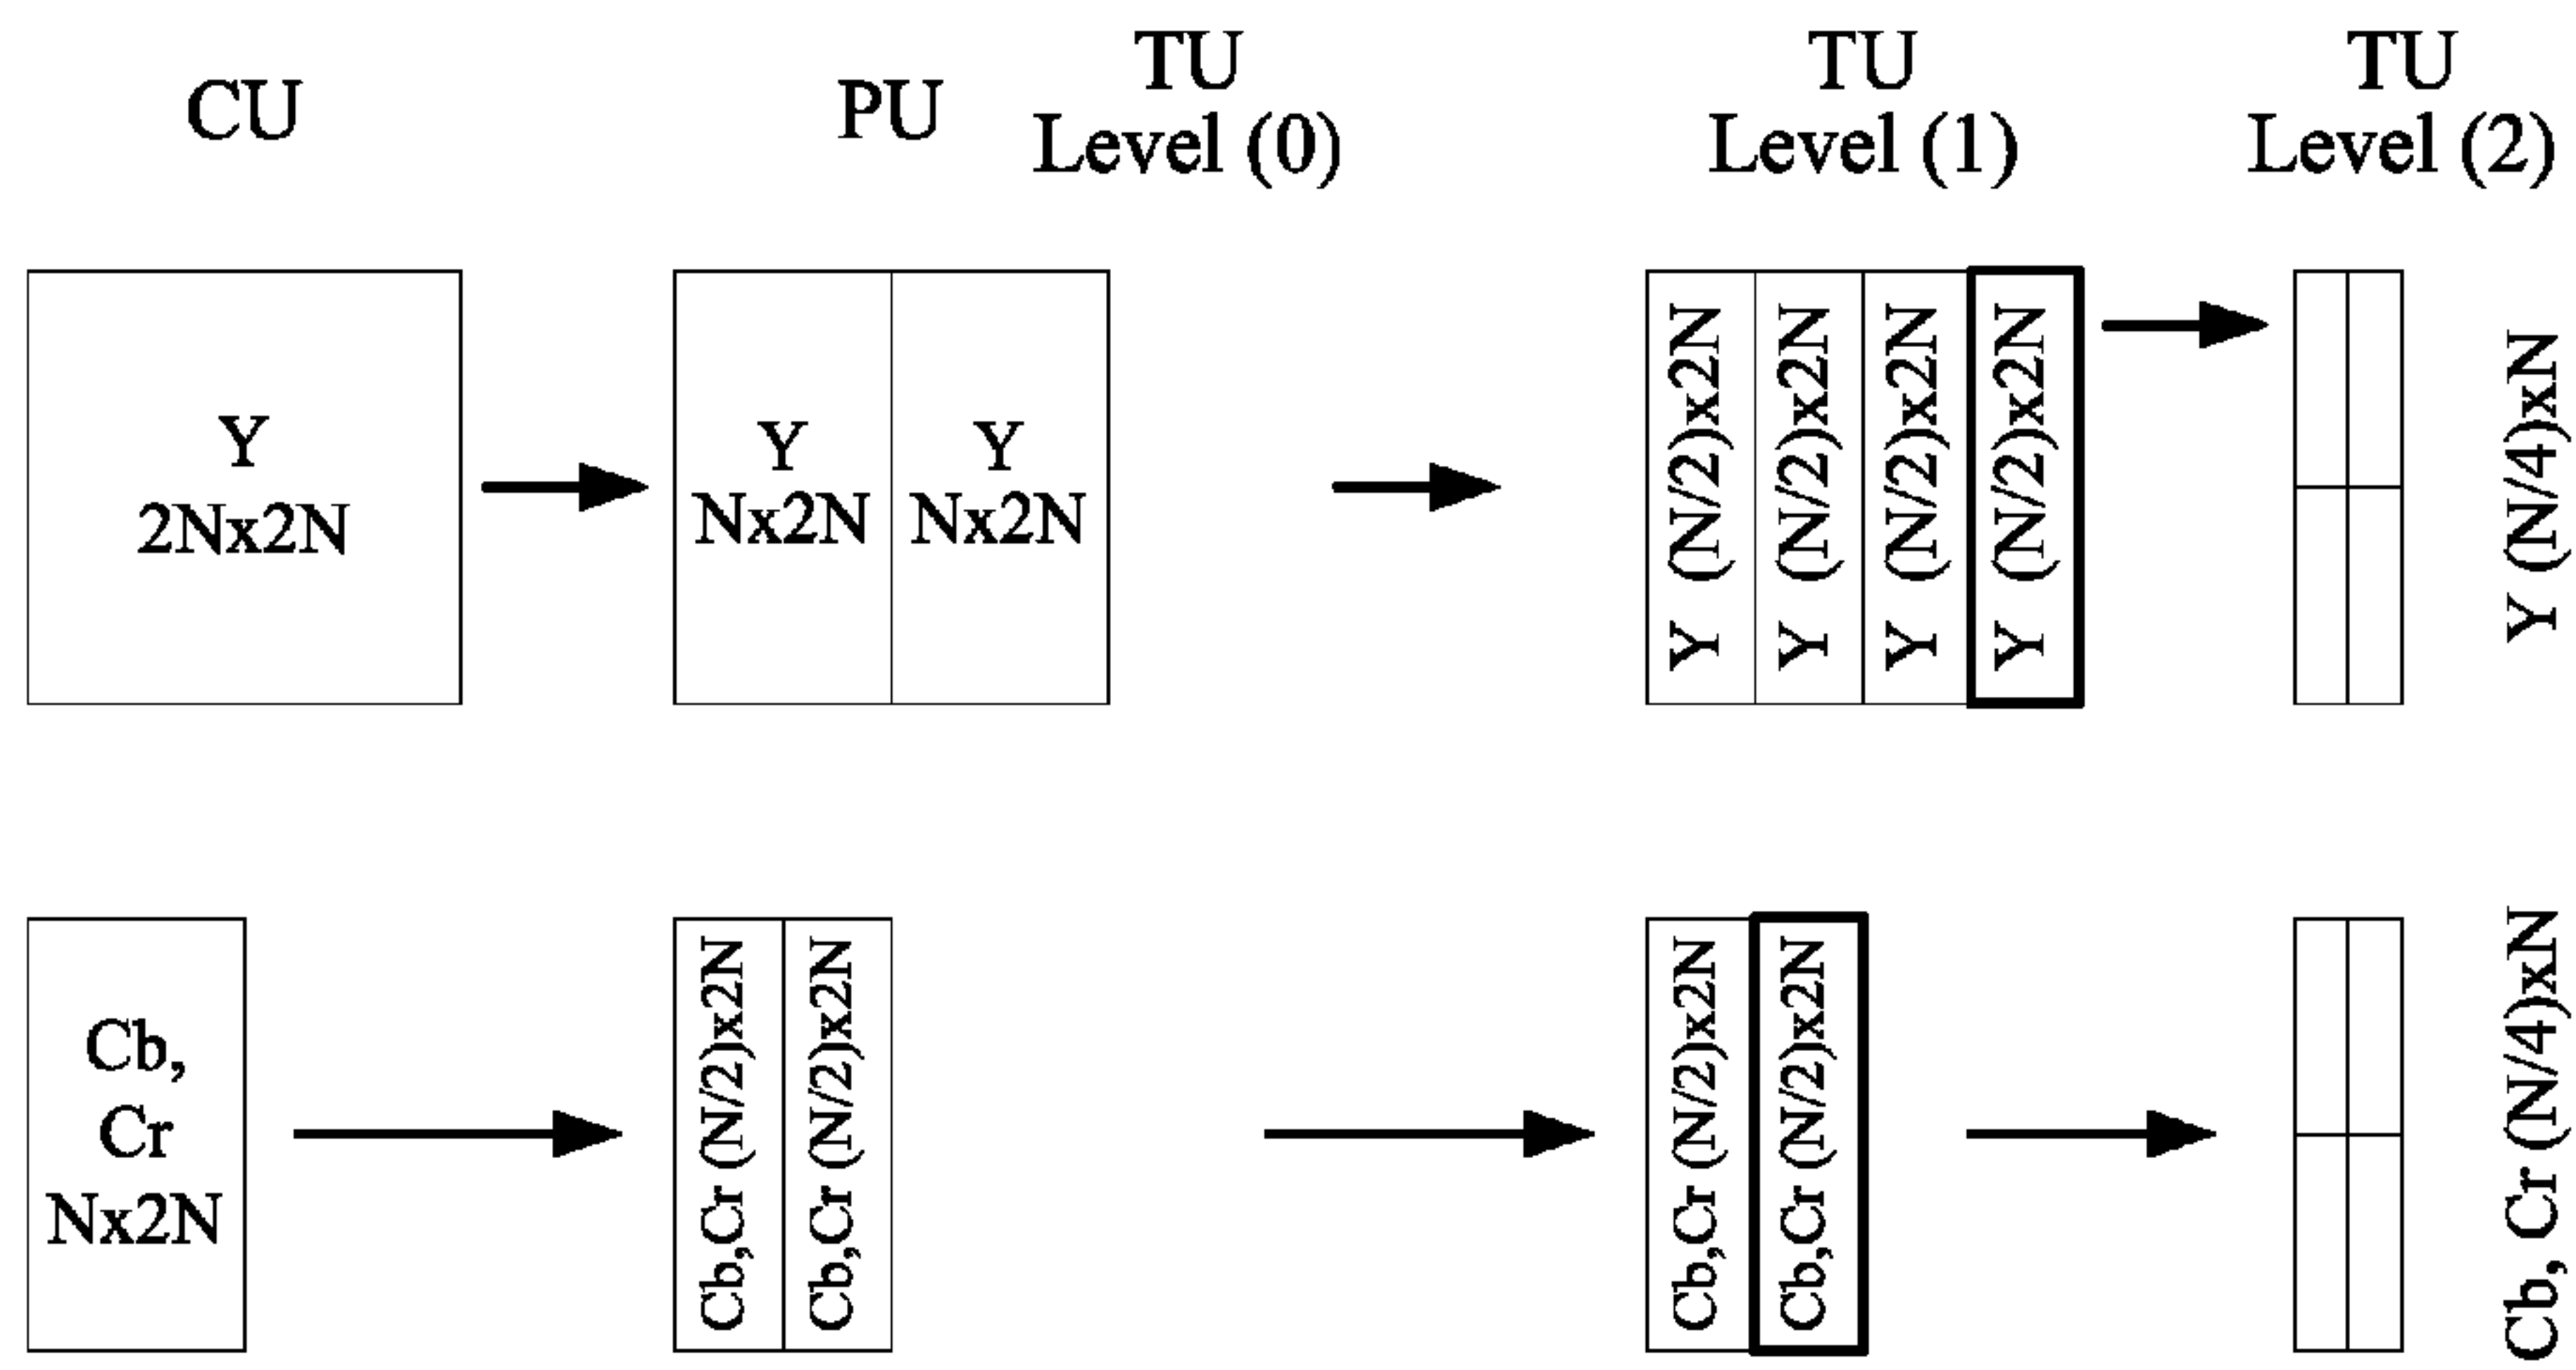 CU
PU
TU
Level (0)
TU
Level (1)
TU
Level (2)
Y
2Nx2N
Y
Nx2N
Y
Nx2N
Y (N/2)x2N
Y (N/2)x2N
Y (N/2)x2N
Y (N/2)x2N
Y (N/4)xN
Cb,
Cr
Nx2N
Cb,Cr (N/2)x2N
Cb,Cr (N/2)x2N
Cb,Cr (N/2)x2N
Cb,Cr (N/2)x2N
Cb, Cr (N/4)xN